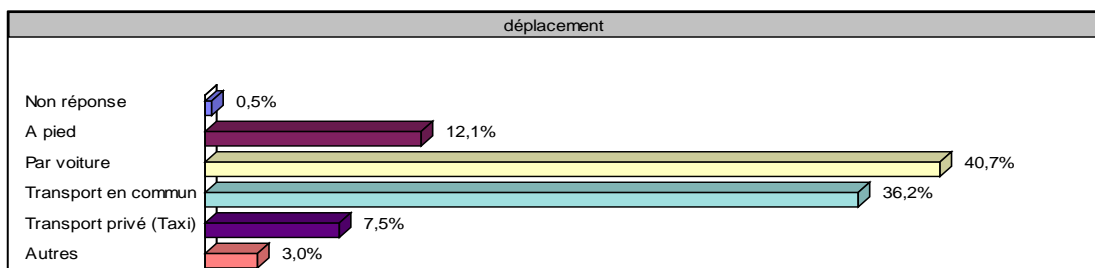 déplacement
Non réponse 0,5%
A pied 12,1%
Par voiture 40,7%
Transport en commun 36,2%
Transport privé (Taxi) 7,5%
Autres 3,0%